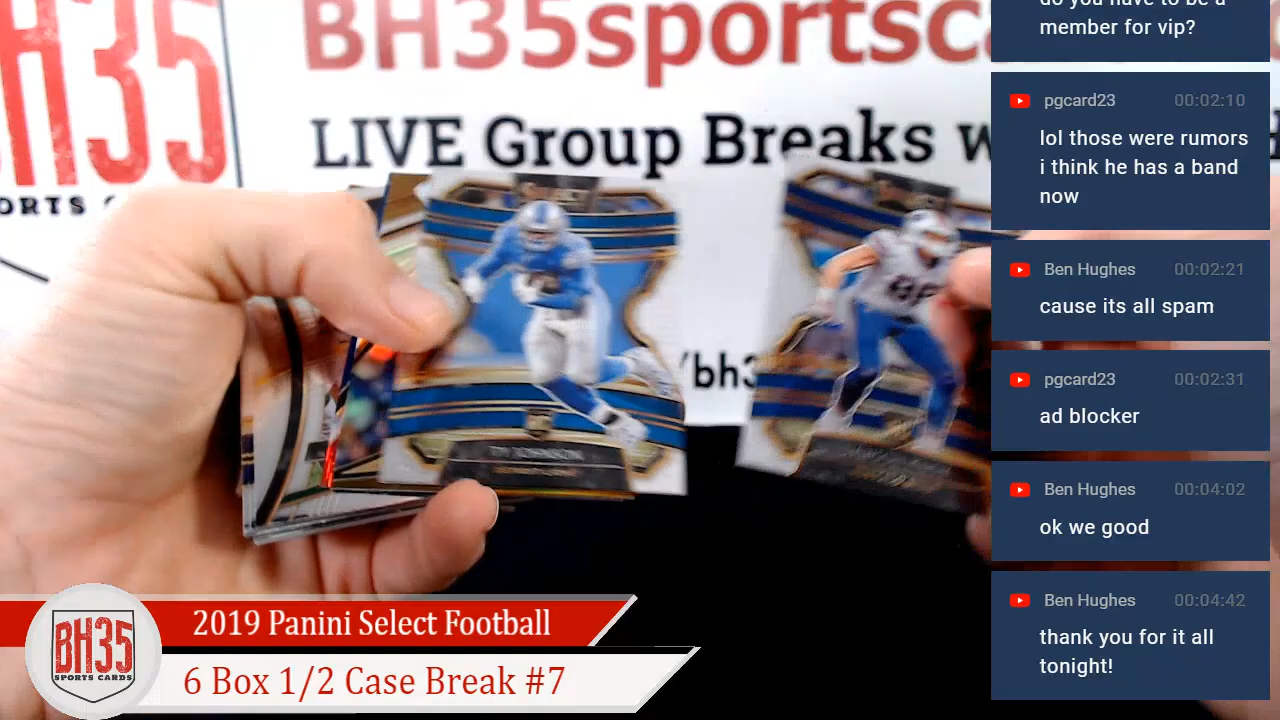 BH35
ORTS
BH35sportsc
LIVE Group Breaks w
/bh3
TY JOHNSON
do you have to be a
member for vip?
pgcard23 00:02:10
lol those were rumors
i think he has a band
now
Ben Hughes 00:02:21
cause its all spam
pgcard23 00:02:31
ad blocker
Ben Hughes 00:04:02
ok we good
Ben Hughes 00:04:42
thank you for it all
tonight!
BH35
SPORTS CARDS
2019 Panini Select Football
6 Box 1/2 Case Break #7